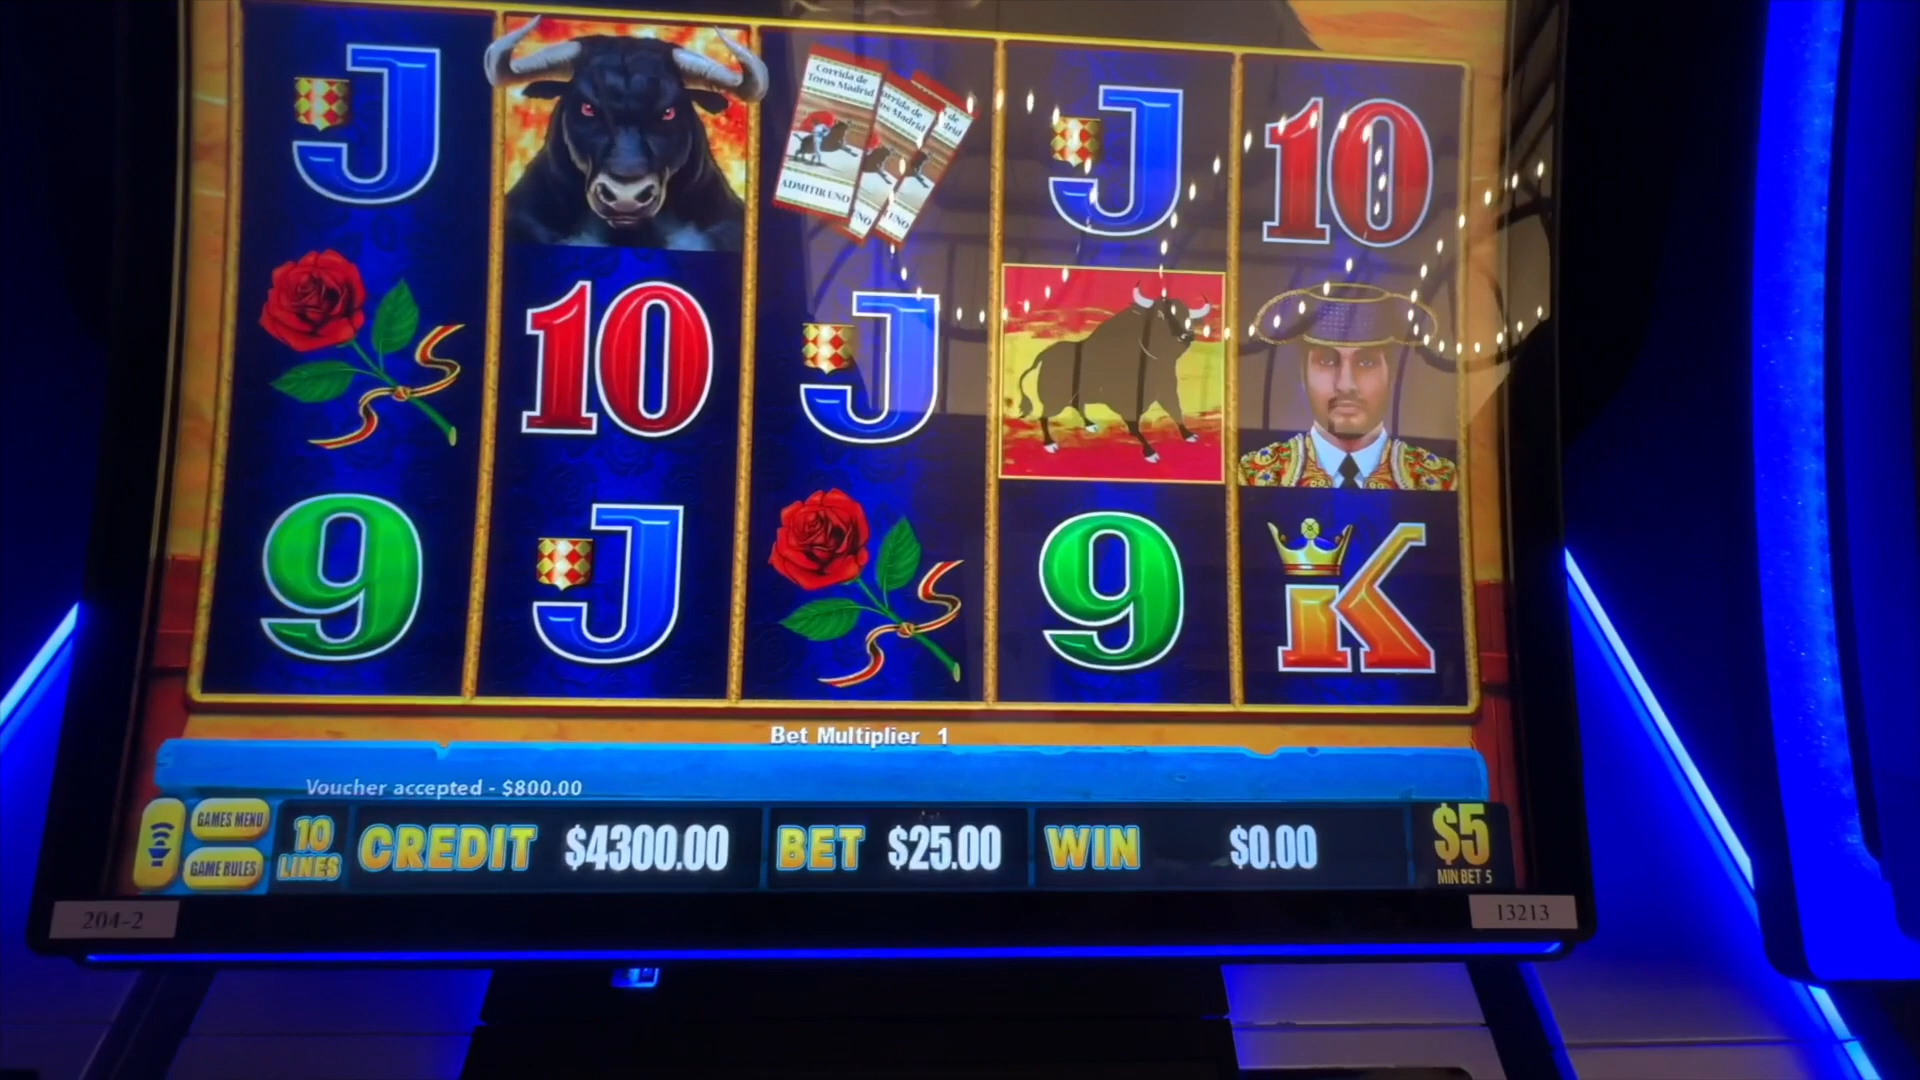 J
Corrida de
Toros Madrid
ADMITIR UNO
J
10
10
J
9
J
9
K
Bet Multiplier 1
Voucher accepted - $800.00
GAMES MENU
GAME RULES
10
LINES
CREDIT $4300.00
BET $25.00
WIN $0.00
$5
MIN BET 5
204-2
13213